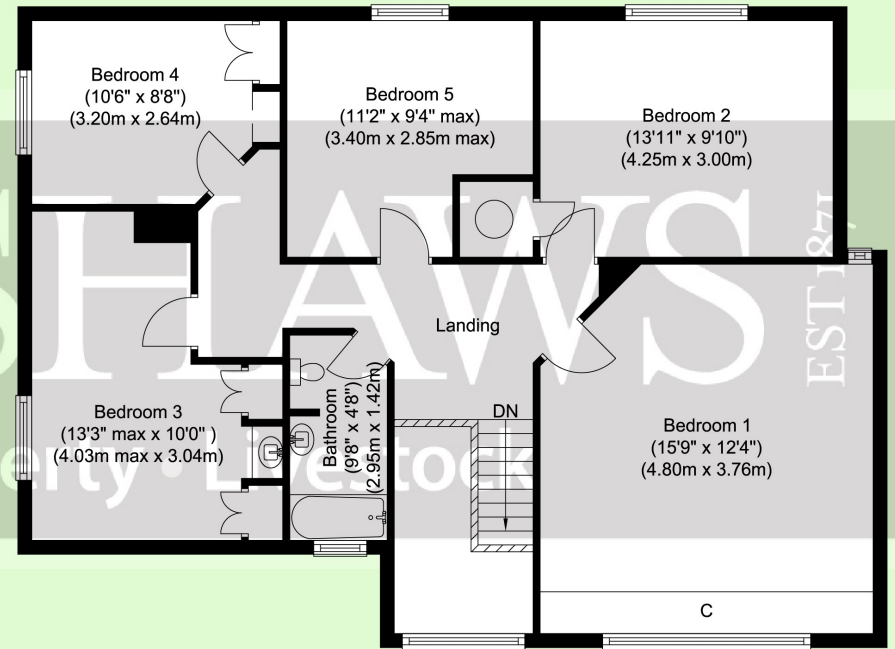 Bedroom 4
(10'6" x 8'8")
(3.20m x 2.64m)
Bedroom 5
(11'2" x 9'4" max)
(3.40m x 2.85m max)
Bedroom 2
(13'11" x 9'10")
(4.25m x 3.00m)
SHAWS
EST 1871
Landing
Bedroom 3
(13'3" max x 10'0" )
(4.03m max x 3.04m)
Bathroom
(9'8" x 4'8")
(2.95m x 1.42m)
DN
Bedroom 1
(15'9" x 12'4")
(4.80m x 3.76m)
erty • Livestock
C